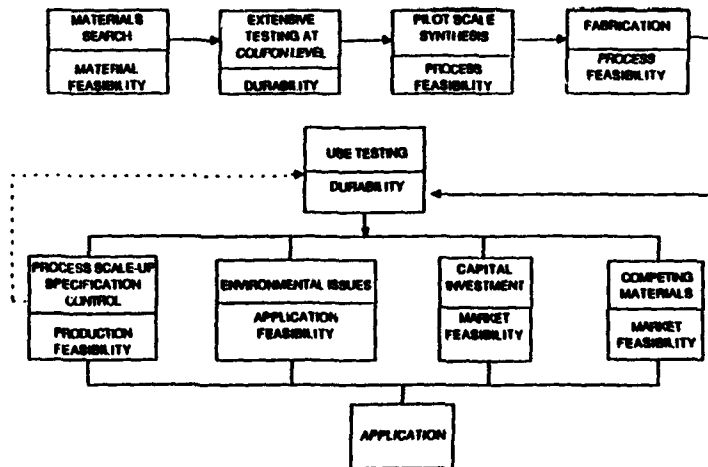 MATERIALS
SEARCH
MATERIAL
FEASIBILITY
EXTENSIVE
TESTING AT
COUPON LEVEL
DURABILITY
PILOT SCALE
SYNTHESIS
PROCESS
FEASIBILITY
FABRICATION
PROCESS
FEASIBILITY
USE TESTING
DURABILITY
PROCESS SCALE-UP
SPECIFICATION
CONTROL
PRODUCTION
FEASIBILITY
ENVIRONMENTAL ISSUES
APPLICATION
FEASIBILITY
CAPITAL
INVESTMENT
MARKET
FEASIBILITY
COMPETING
MATERIALS
MARKET
FEASIBILITY
APPLICATION